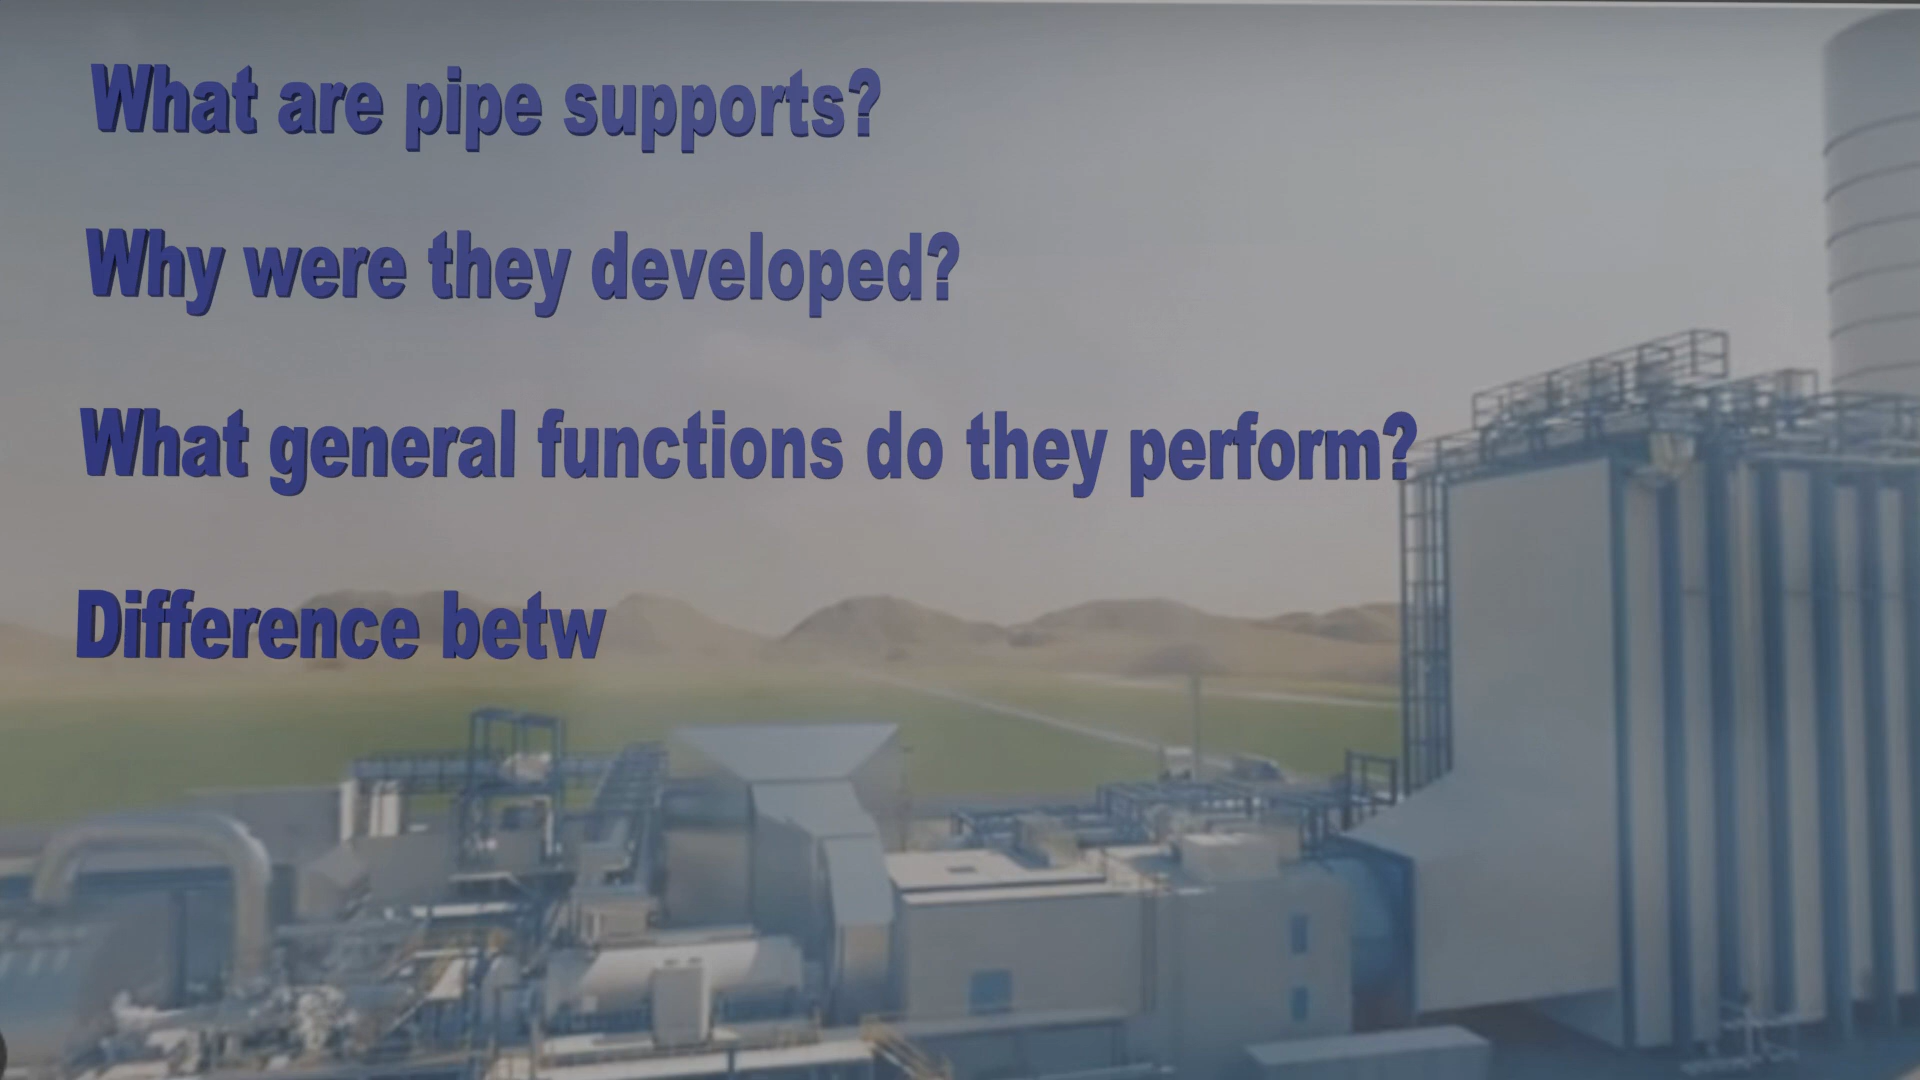 What are pipe supports?
Why were they developed?
What general functions do they perform?
Difference betw